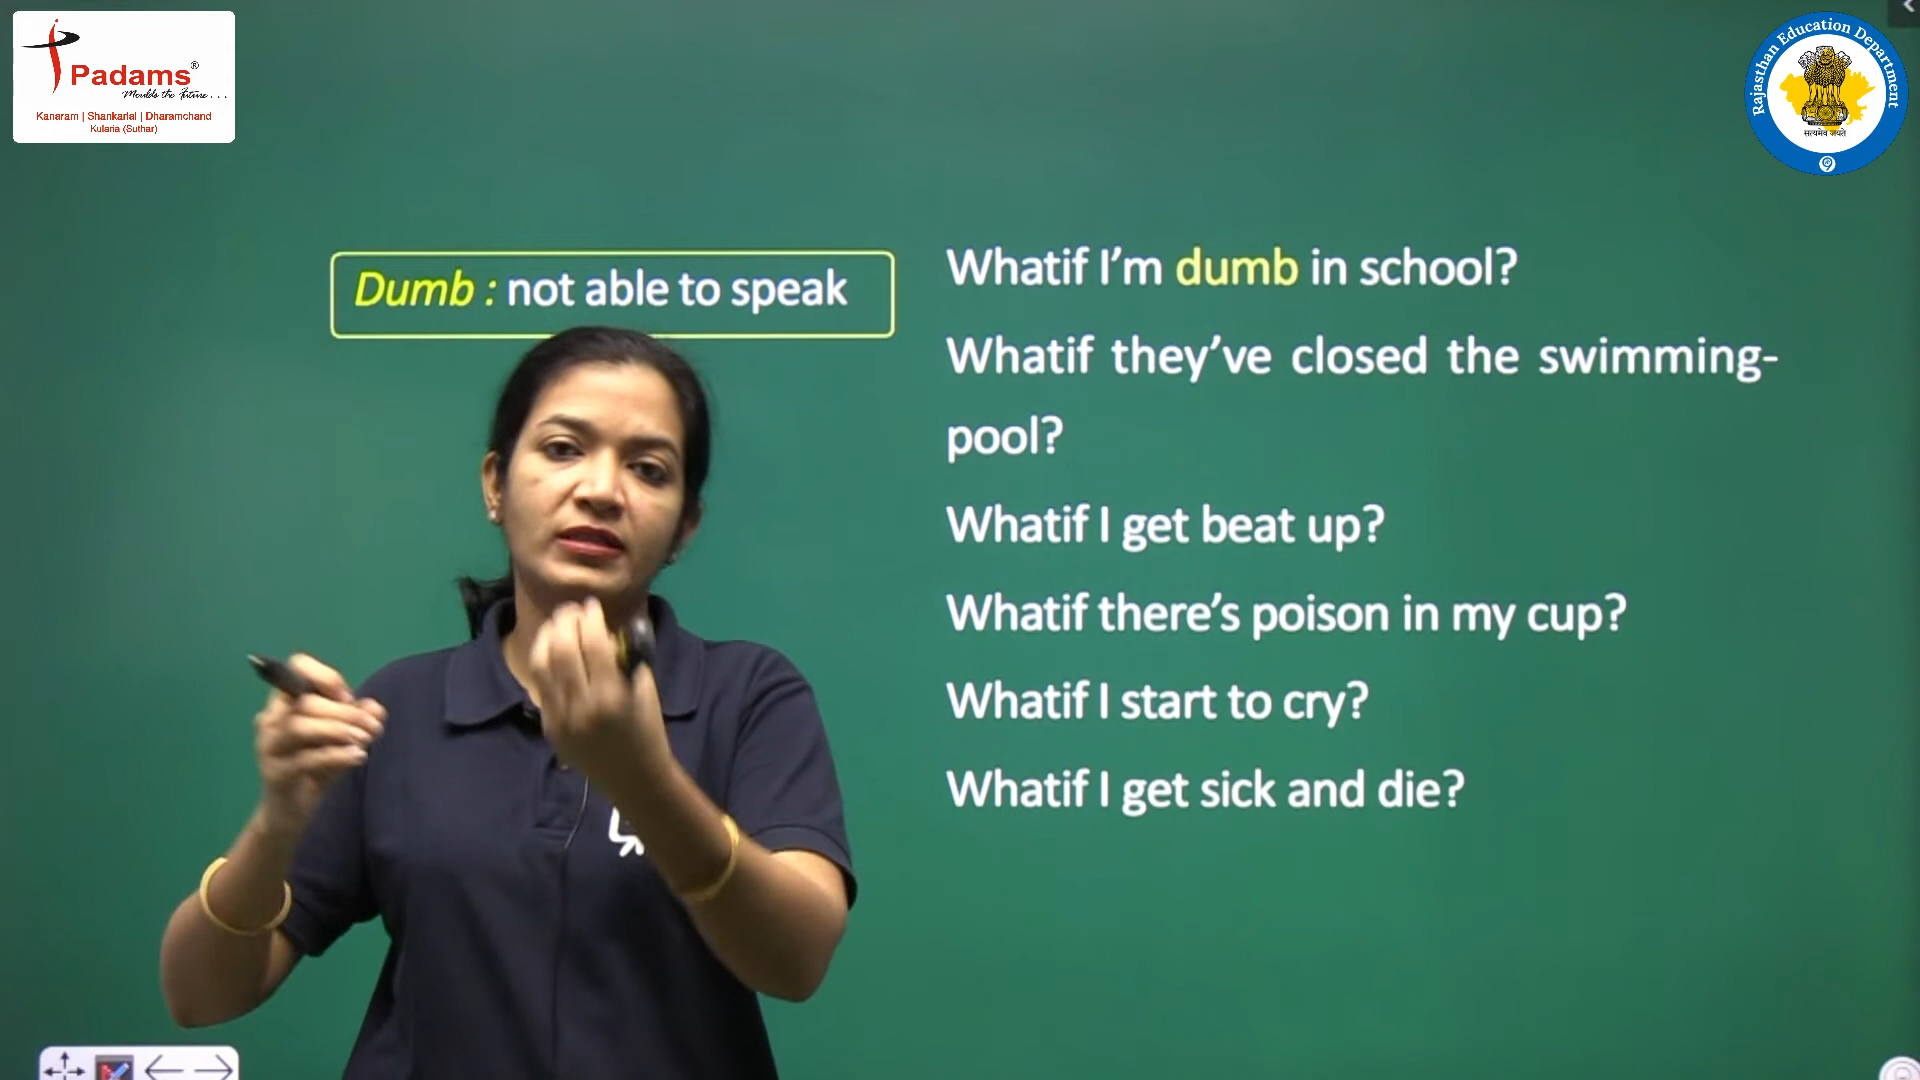 Padams®
Moulds the Future...
Kanaram | Shankarlal | Dharamchand
Kularia (Suthar)
Rajasthan Education Department
सत्यमेव जयते
Dumb : not able to speak
Whatif I’m dumb in school?
Whatif they’ve closed the swimming-
pool?
Whatif I get beat up?
Whatif there’s poison in my cup?
Whatif I start to cry?
Whatif I get sick and die?